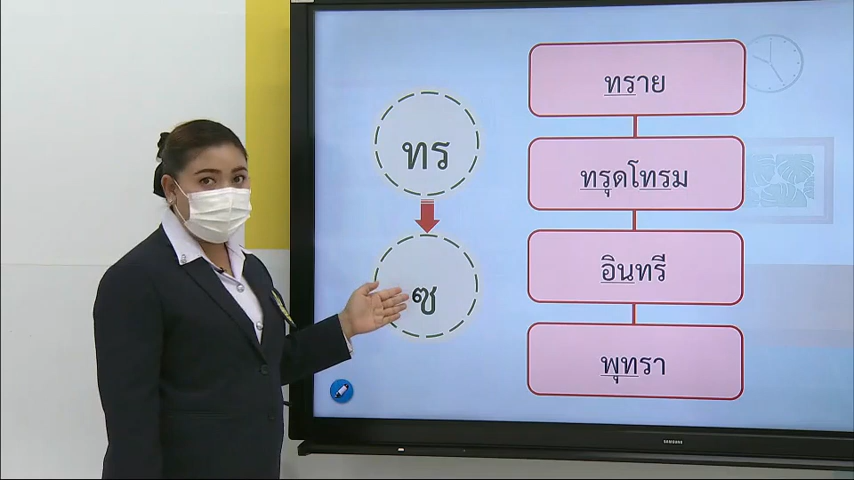 ทร
ซ
ทราย
ทรุดโทรม
อินทรี
พุทรา
SAMSUNG